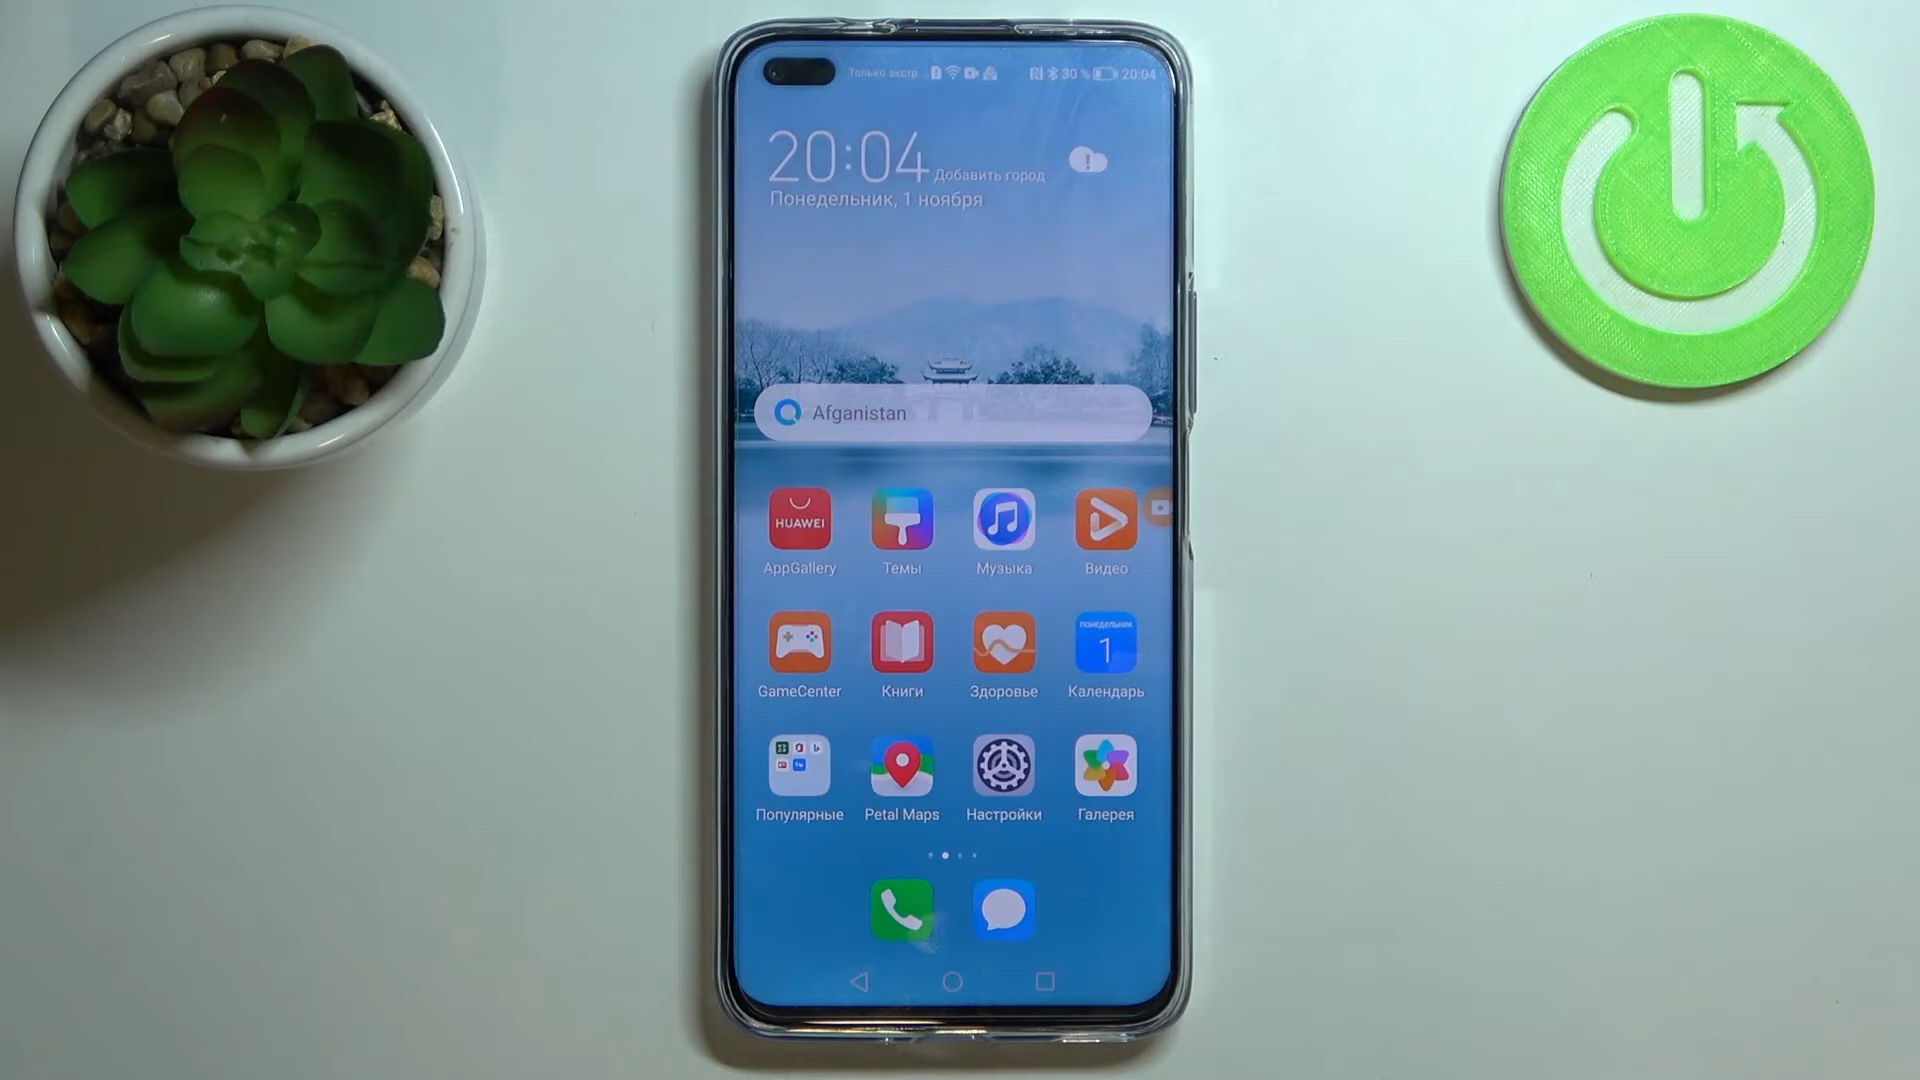 Только экстр...
30 %
20:04
20:04
Добавить город
Понедельник, 1 ноября
Afganistan
HUAWEI
AppGallery
Темы
Музыка
Видео
понедельник
1
GameCenter
Книги
Здоровье
Календарь
Популярные
Petal Maps
Настройки
Галерея